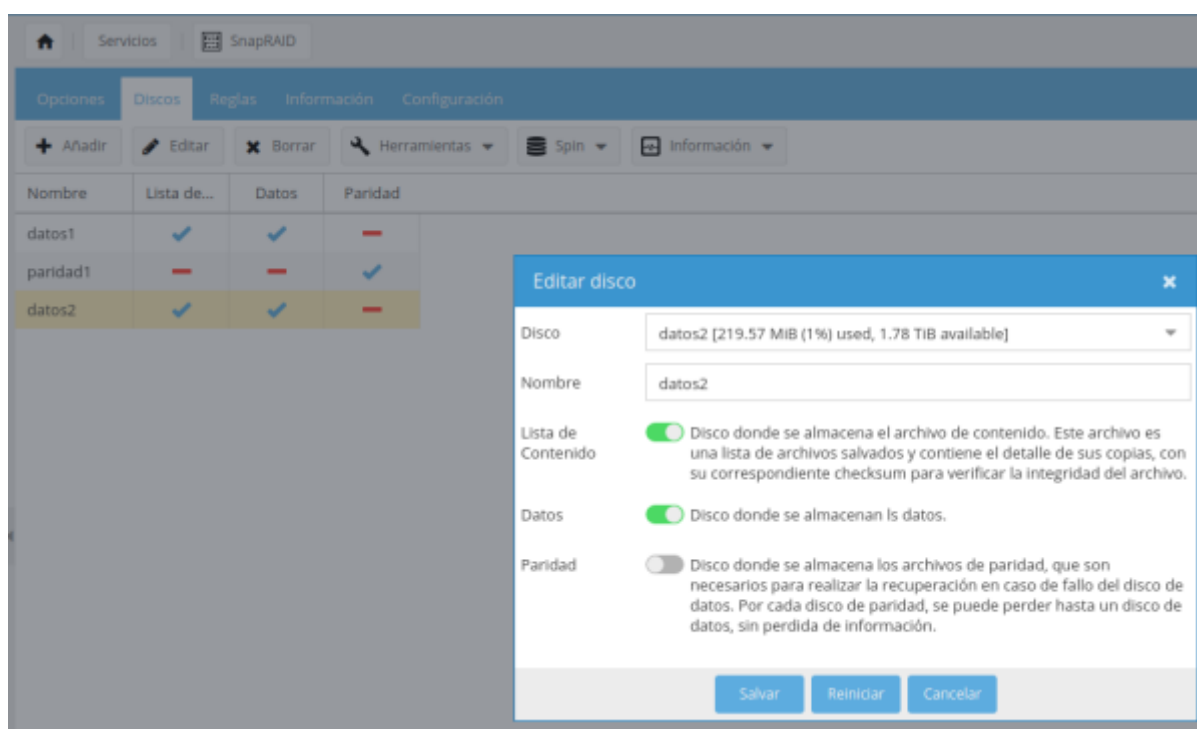 Servicios SnapRAID
Opciones Discos Reglas Información Configuración
Añadir Editar Borrar Herramientas Spin Información
Nombre Lista de... Datos Paridad
datos1
paridad1
datos2
Editar disco
Disco datos2 [219.57 MiB (1%) used, 1.78 TiB available]
Nombre datos2
Lista de Contenido
Disco donde se almacena el archivo de contenido. Este archivo es
una lista de archivos salvados y contiene el detalle de sus copias, con
su correspondiente checksum para verificar la integridad del archivo.
Datos Disco donde se almacenan ls datos.
Paridad Disco donde se almacena los archivos de paridad, que son
necesarios para realizar la recuperación en caso de fallo del disco de
datos. Por cada disco de paridad, se puede perder hasta un disco de
datos, sin perdida de información.
Salvar Reiniciar Cancelar